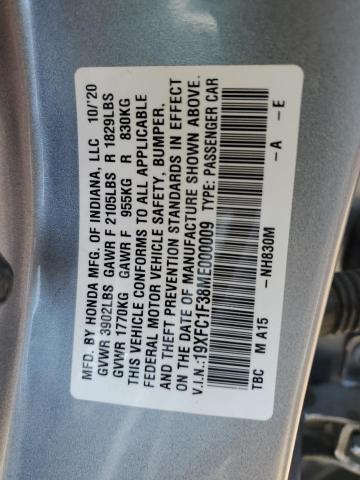 MFD. BY HONDA MFG. OF INDIANA, LLC 10/'20
GVWR 3902LBS GAWR F 2105LBS R 1829LBS
GVWR 1770KG GAWR F 955KG R 830KG
THIS VEHICLE CONFORMS TO ALL APPLICABLE
FEDERAL MOTOR VEHICLE SAFETY, BUMPER,
AND THEFT PREVENTION STANDARDS IN EFFECT
ON THE DATE OF MANUFACTURE SHOWN ABOVE.
V.I.N.:19XFC1F38ME000009 TYPE: PASSENGER CAR
TBC M A15 -NH830M -A -E